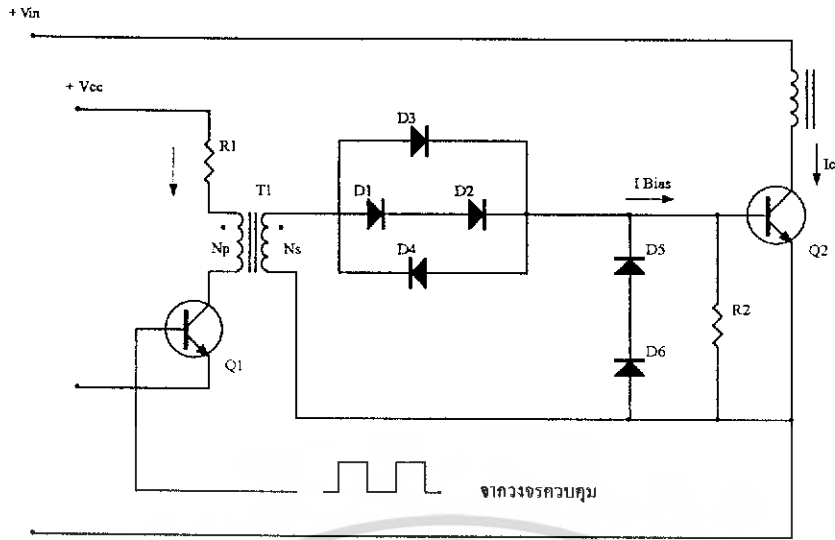 + Vin
+ Vcc
R1
T1
Np
Ns
Q1
D3
D1
D2
D4
I Bias
D5
D6
R2
Ic
Q2
จากวงจรควบคุม